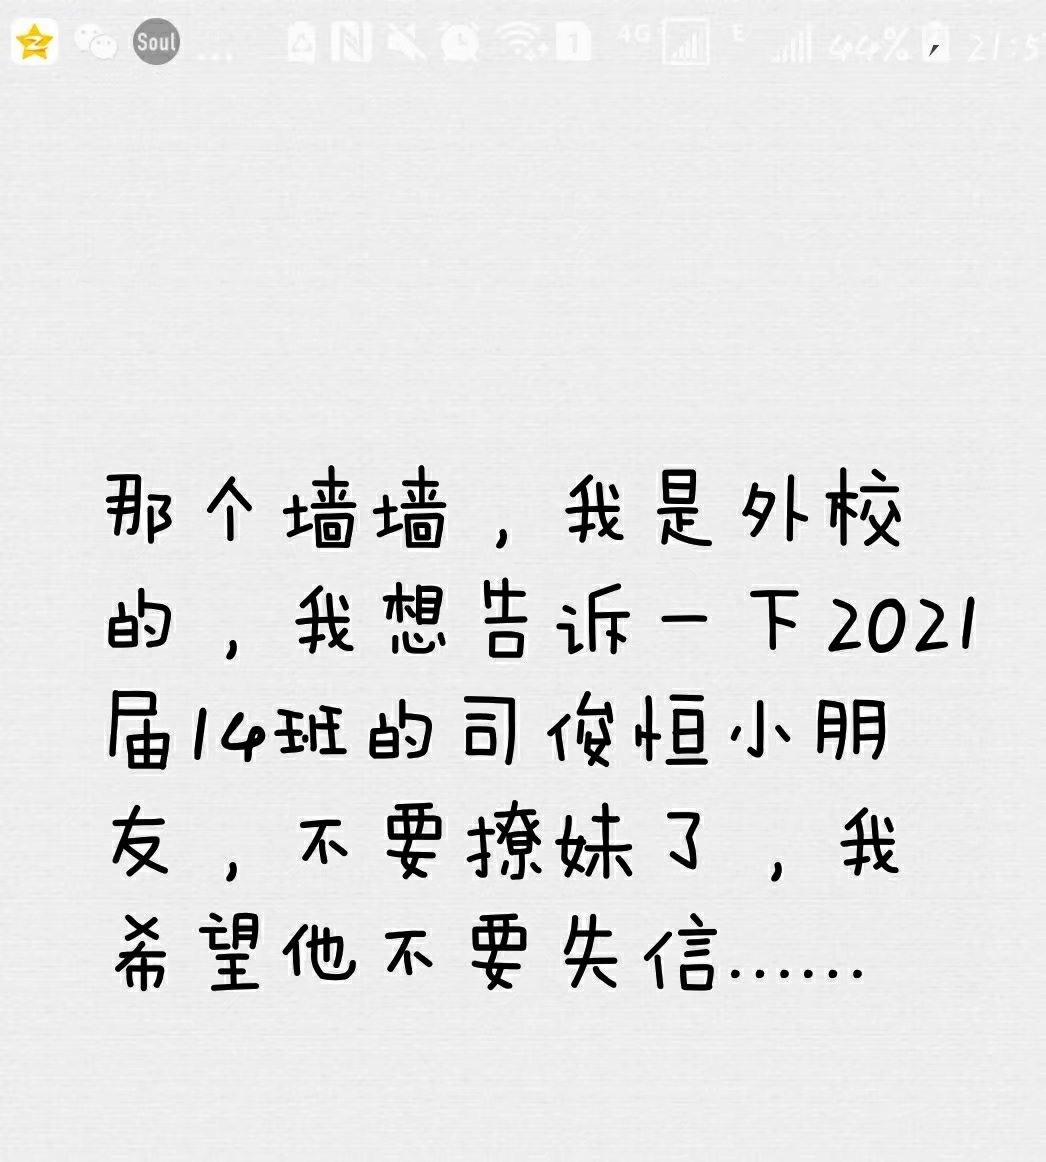 Soul ... 1 4G E 44% 21:5
那个墙墙，我是外校
的，我想告诉一下2021
届14班的司俊恒小朋
友，不要撩妹了，我
希望他不要失信……